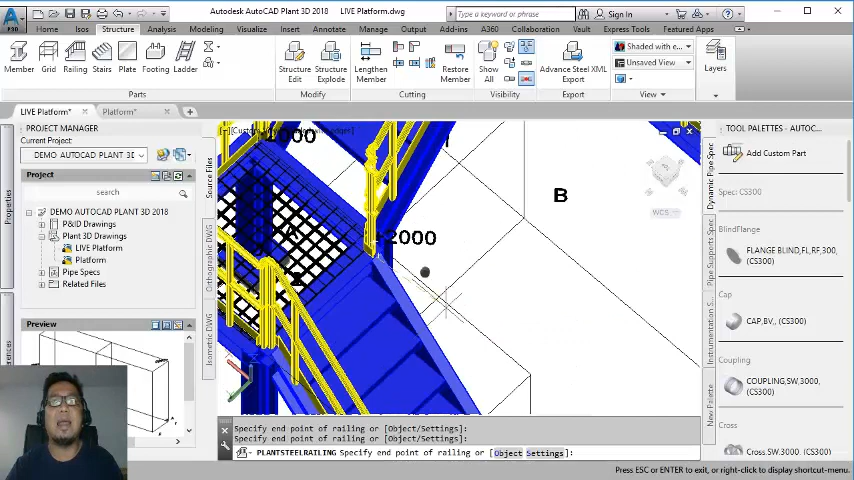 Autodesk AutoCAD Plant 3D 2018 LIVE Platform.dwg
Type a keyword or phrase
Sign In
P3D
Home Isos Structure Analysis Modeling Visualize Insert Annotate Manage Output Add-ins A360 Collaboration Vault Express Tools Featured Apps
Member Grid Railing Stairs Plate Footing Ladder
Structure Edit
Structure Explode
Lengthen Member
Restore Member
Show All
Advanced Steel XML Export
Shaded with e...
Unsaved View
Layers
Parts Modify Cutting Visibility Export View
LIVE Platform*
Platform*
PROJECT MANAGER
Current Project:
DEMO AUTOCAD PLANT 3D
Project
search
DEMO AUTOCAD PLANT 3D 2018
P&ID Drawings
Plant 3D Drawings
LIVE Platform
Platform
Pipe Specs
Related Files
Preview
Properties
Source Files
Orthographic DWG
Isometric DWG
2000
B
WCS
TOOL PALETTES - AUTOC...
Add Custom Part
Spec: CS300
BlindFlange
FLANGE BLIND,FL,RF,300, (CS300)
Cap
CAP,BV,, (CS300)
Coupling
COUPLING,SW,3000, (CS300)
Cross
Cross,SW,3000, (CS300)
Dynamic Pipe Spec
Pipe Supports Spec
Instrumentation S...
New Palette
Specify end point of railing or [Object/Settings]:
Specify end point of railing or [Object/Settings]:
PLANTSTEELRAILING Specify end point of railing or [Object Settings]:
Press ESC or ENTER to exit, or right-click to display shortcut-menu.